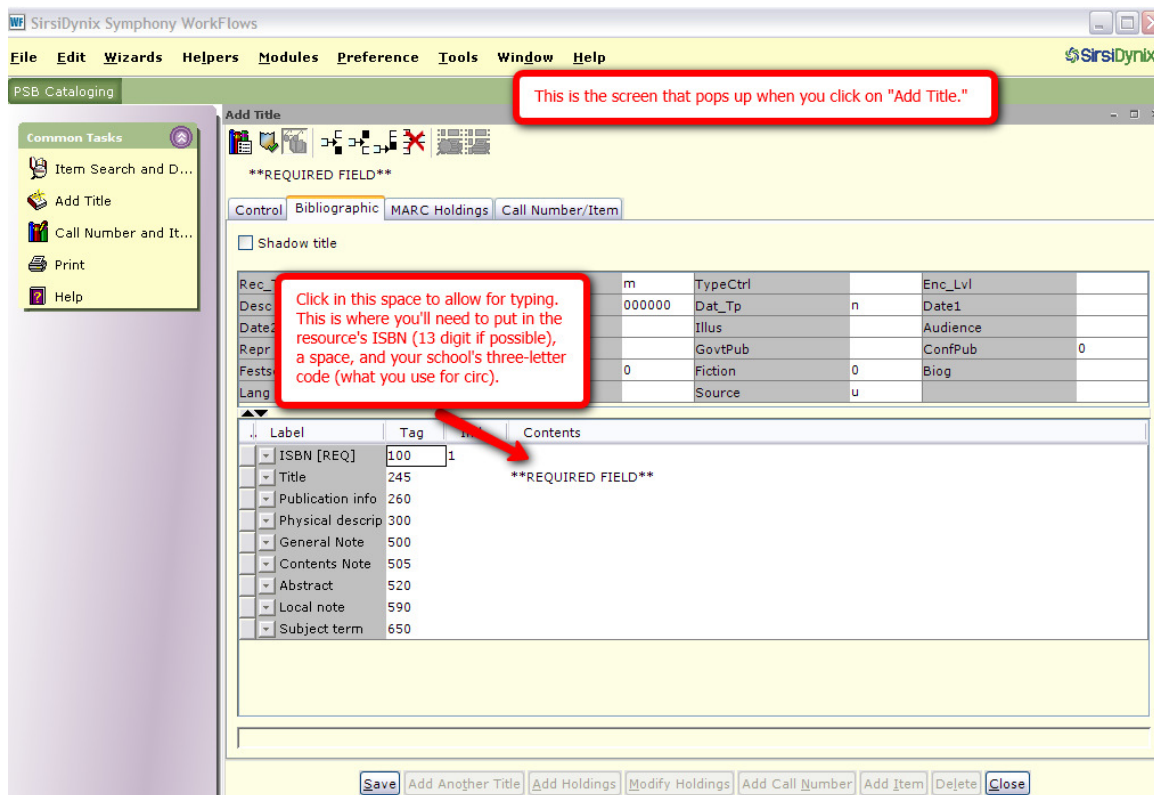 WF SirsiDynix Symphony WorkFlows
File Edit Wizards Helpers Modules Preference Tools Window Help
SirsiDynix
PSB Cataloging
This is the screen that pops up when you click on "Add Title."
Add Title
Common Tasks
Item Search and D...
Add Title
Call Number and It...
Print
Help
**REQUIRED FIELD**
Control Bibliographic MARC Holdings Call Number/Item
Shadow title
m TypeCtrl Enc_Lvl
Desc 000000 Dat_Tp n Date1
Illus Audience
Repr GovtPub ConfPub 0
0 Fiction 0 Biog
Lang Source u
Click in this space to allow for typing.
This is where you'll need to put in the
resource's ISBN (13 digit if possible),
a space, and your school's three-letter
code (what you use for circ).
.. Label Tag Contents
ISBN [REQ] 100 1
Title 245 **REQUIRED FIELD**
Publication info 260
Physical descrip 300
General Note 500
Contents Note 505
Abstract 520
Local note 590
Subject term 650
Save Add Another Title Add Holdings Modify Holdings Add Call Number Add Item Delete Close